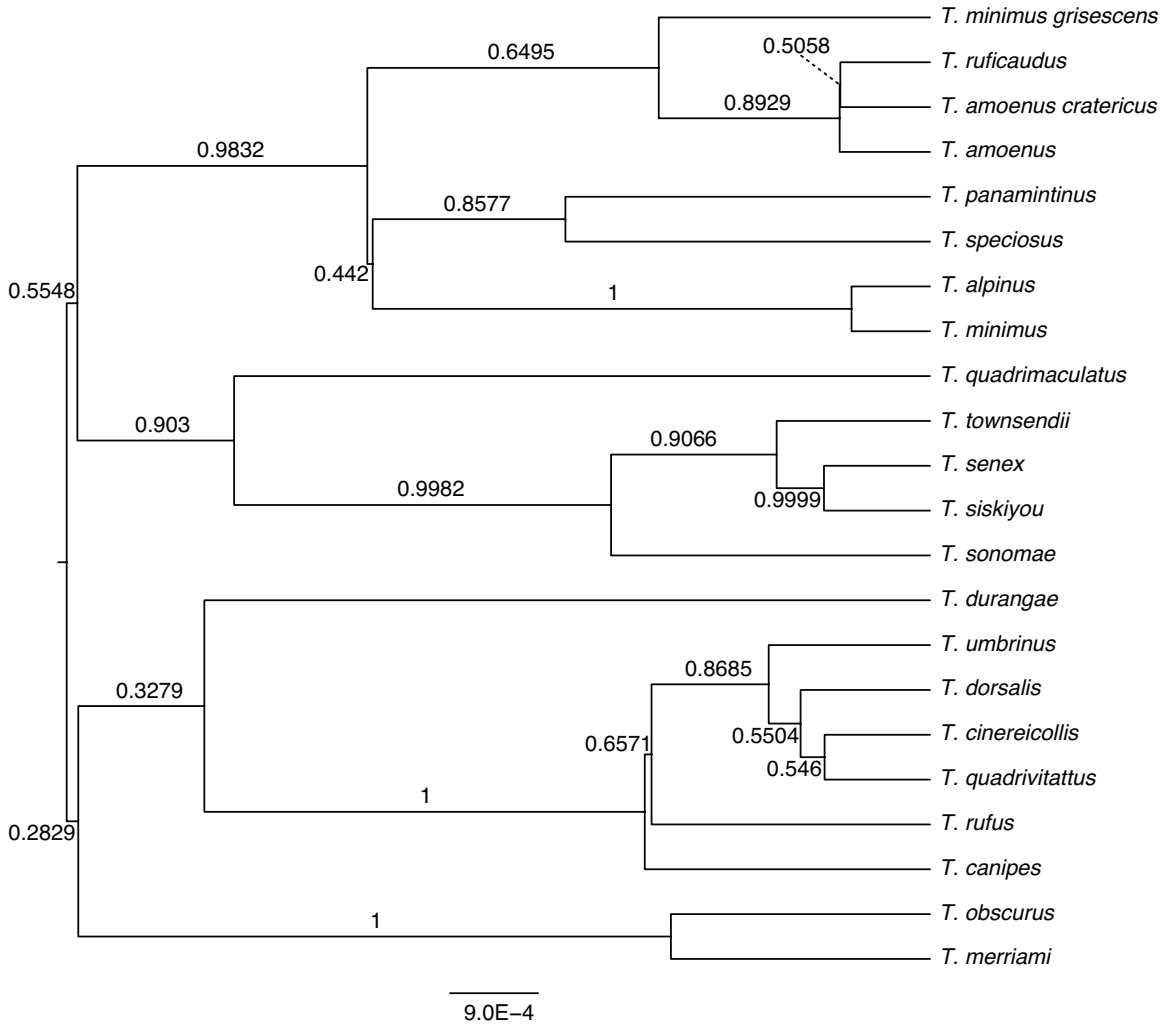 T. minimus grisescens
0.5058
0.6495
T. ruficaudus
0.8929
T. amoenus cratericus
0.9832
T. amoenus
T. panamintinus
0.8577
T. speciosus
0.442
0.5548
T. alpinus
1
T. minimus
T. quadrimaculatus
0.903
T. townsendii
0.9066
T. senex
0.9982
0.9999
T. siskiyou
T. sonomae
T. durangae
T. umbrinus
0.8685
0.3279
T. dorsalis
0.5504
T. cinereicollis
0.6571
0.546
T. quadrivitattus
1
T. rufus
0.2829
T. canipes
T. obscurus
1
T. merriami
9.0E−4